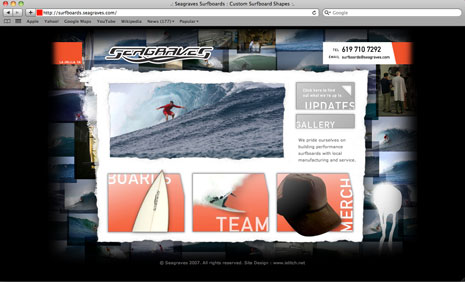 .: Seagraves Surfboards : Custom Surfboard Shapes :.
http://surfboards.seagraves.com/
Google
Apple Yahoo! Google Maps YouTube Wikipedia News (177) Popular
SEAGRAVES
TEL 619 710 7292
EMAIL surfboards@seagraves.com
Click here to find
out what we're up to.
UPDATES
GALLERY
We pride ourselves on
building performance
surfboards with local
manufacturing and service.
BOARDS
TEAM
MERCH
© Seagraves 2007. All rights reserved. Site Design : www.istitch.net